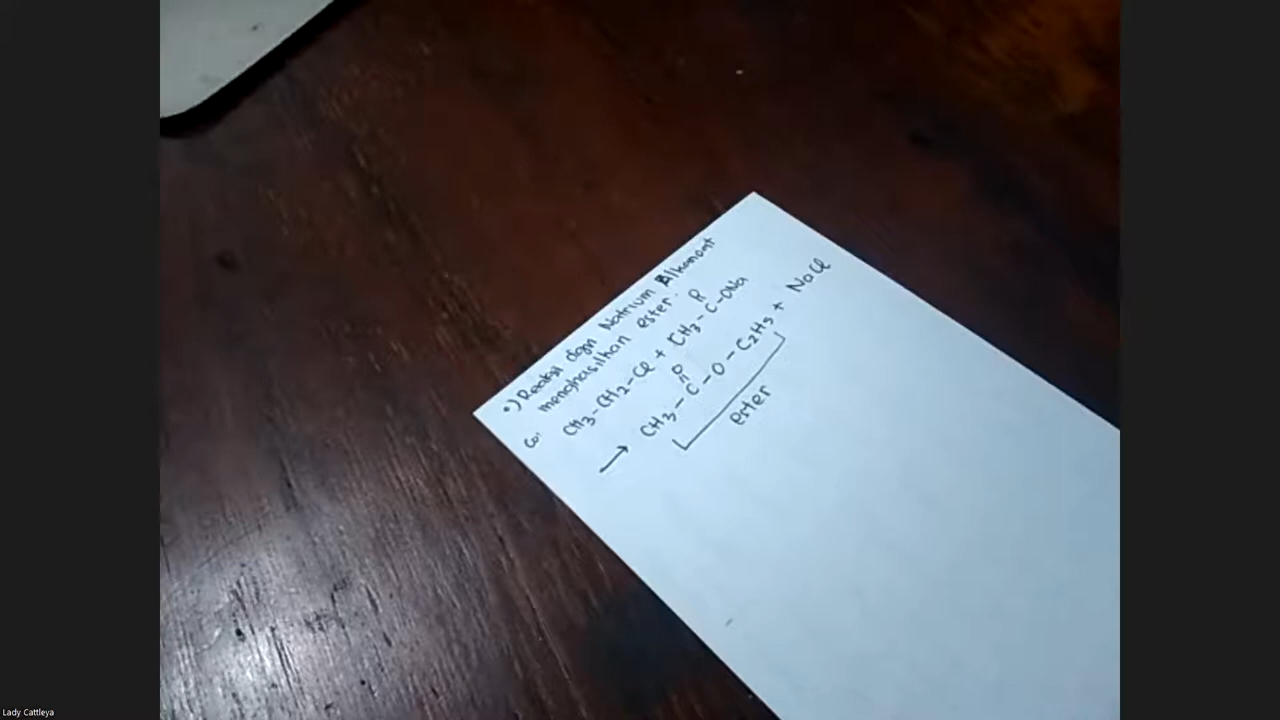 •) Reaksi dgn Natrium Alkanoat
menghasilkan ester.
Co: CH3-CH2-Cl + CH3-C-ONa
O
→ CH3-C-O-C2H5 + NaCl
ester
Lady Cattleya